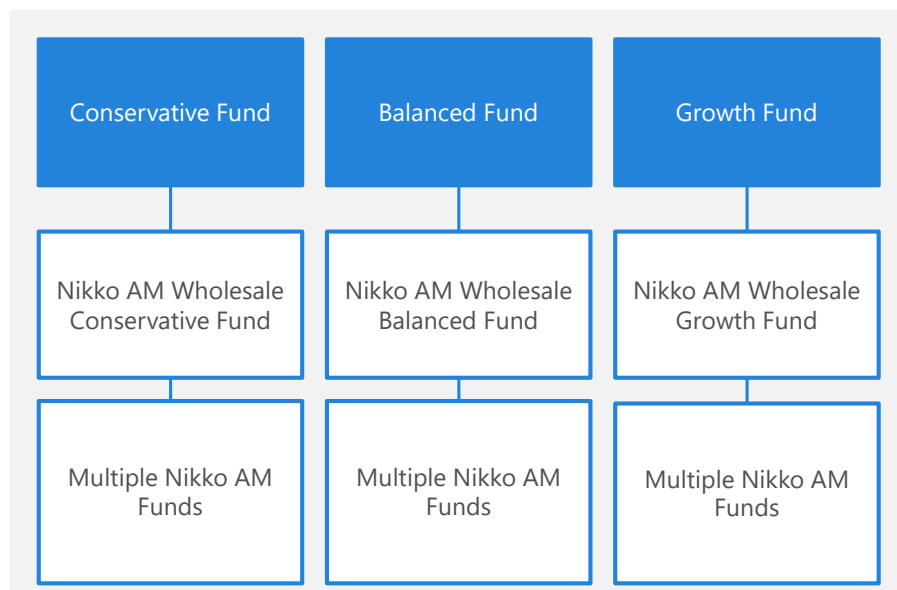 Conservative Fund
Balanced Fund
Growth Fund
Nikko AM Wholesale
Conservative Fund
Nikko AM Wholesale
Balanced Fund
Nikko AM Wholesale
Growth Fund
Multiple Nikko AM
Funds
Multiple Nikko AM
Funds
Multiple Nikko AM
Funds